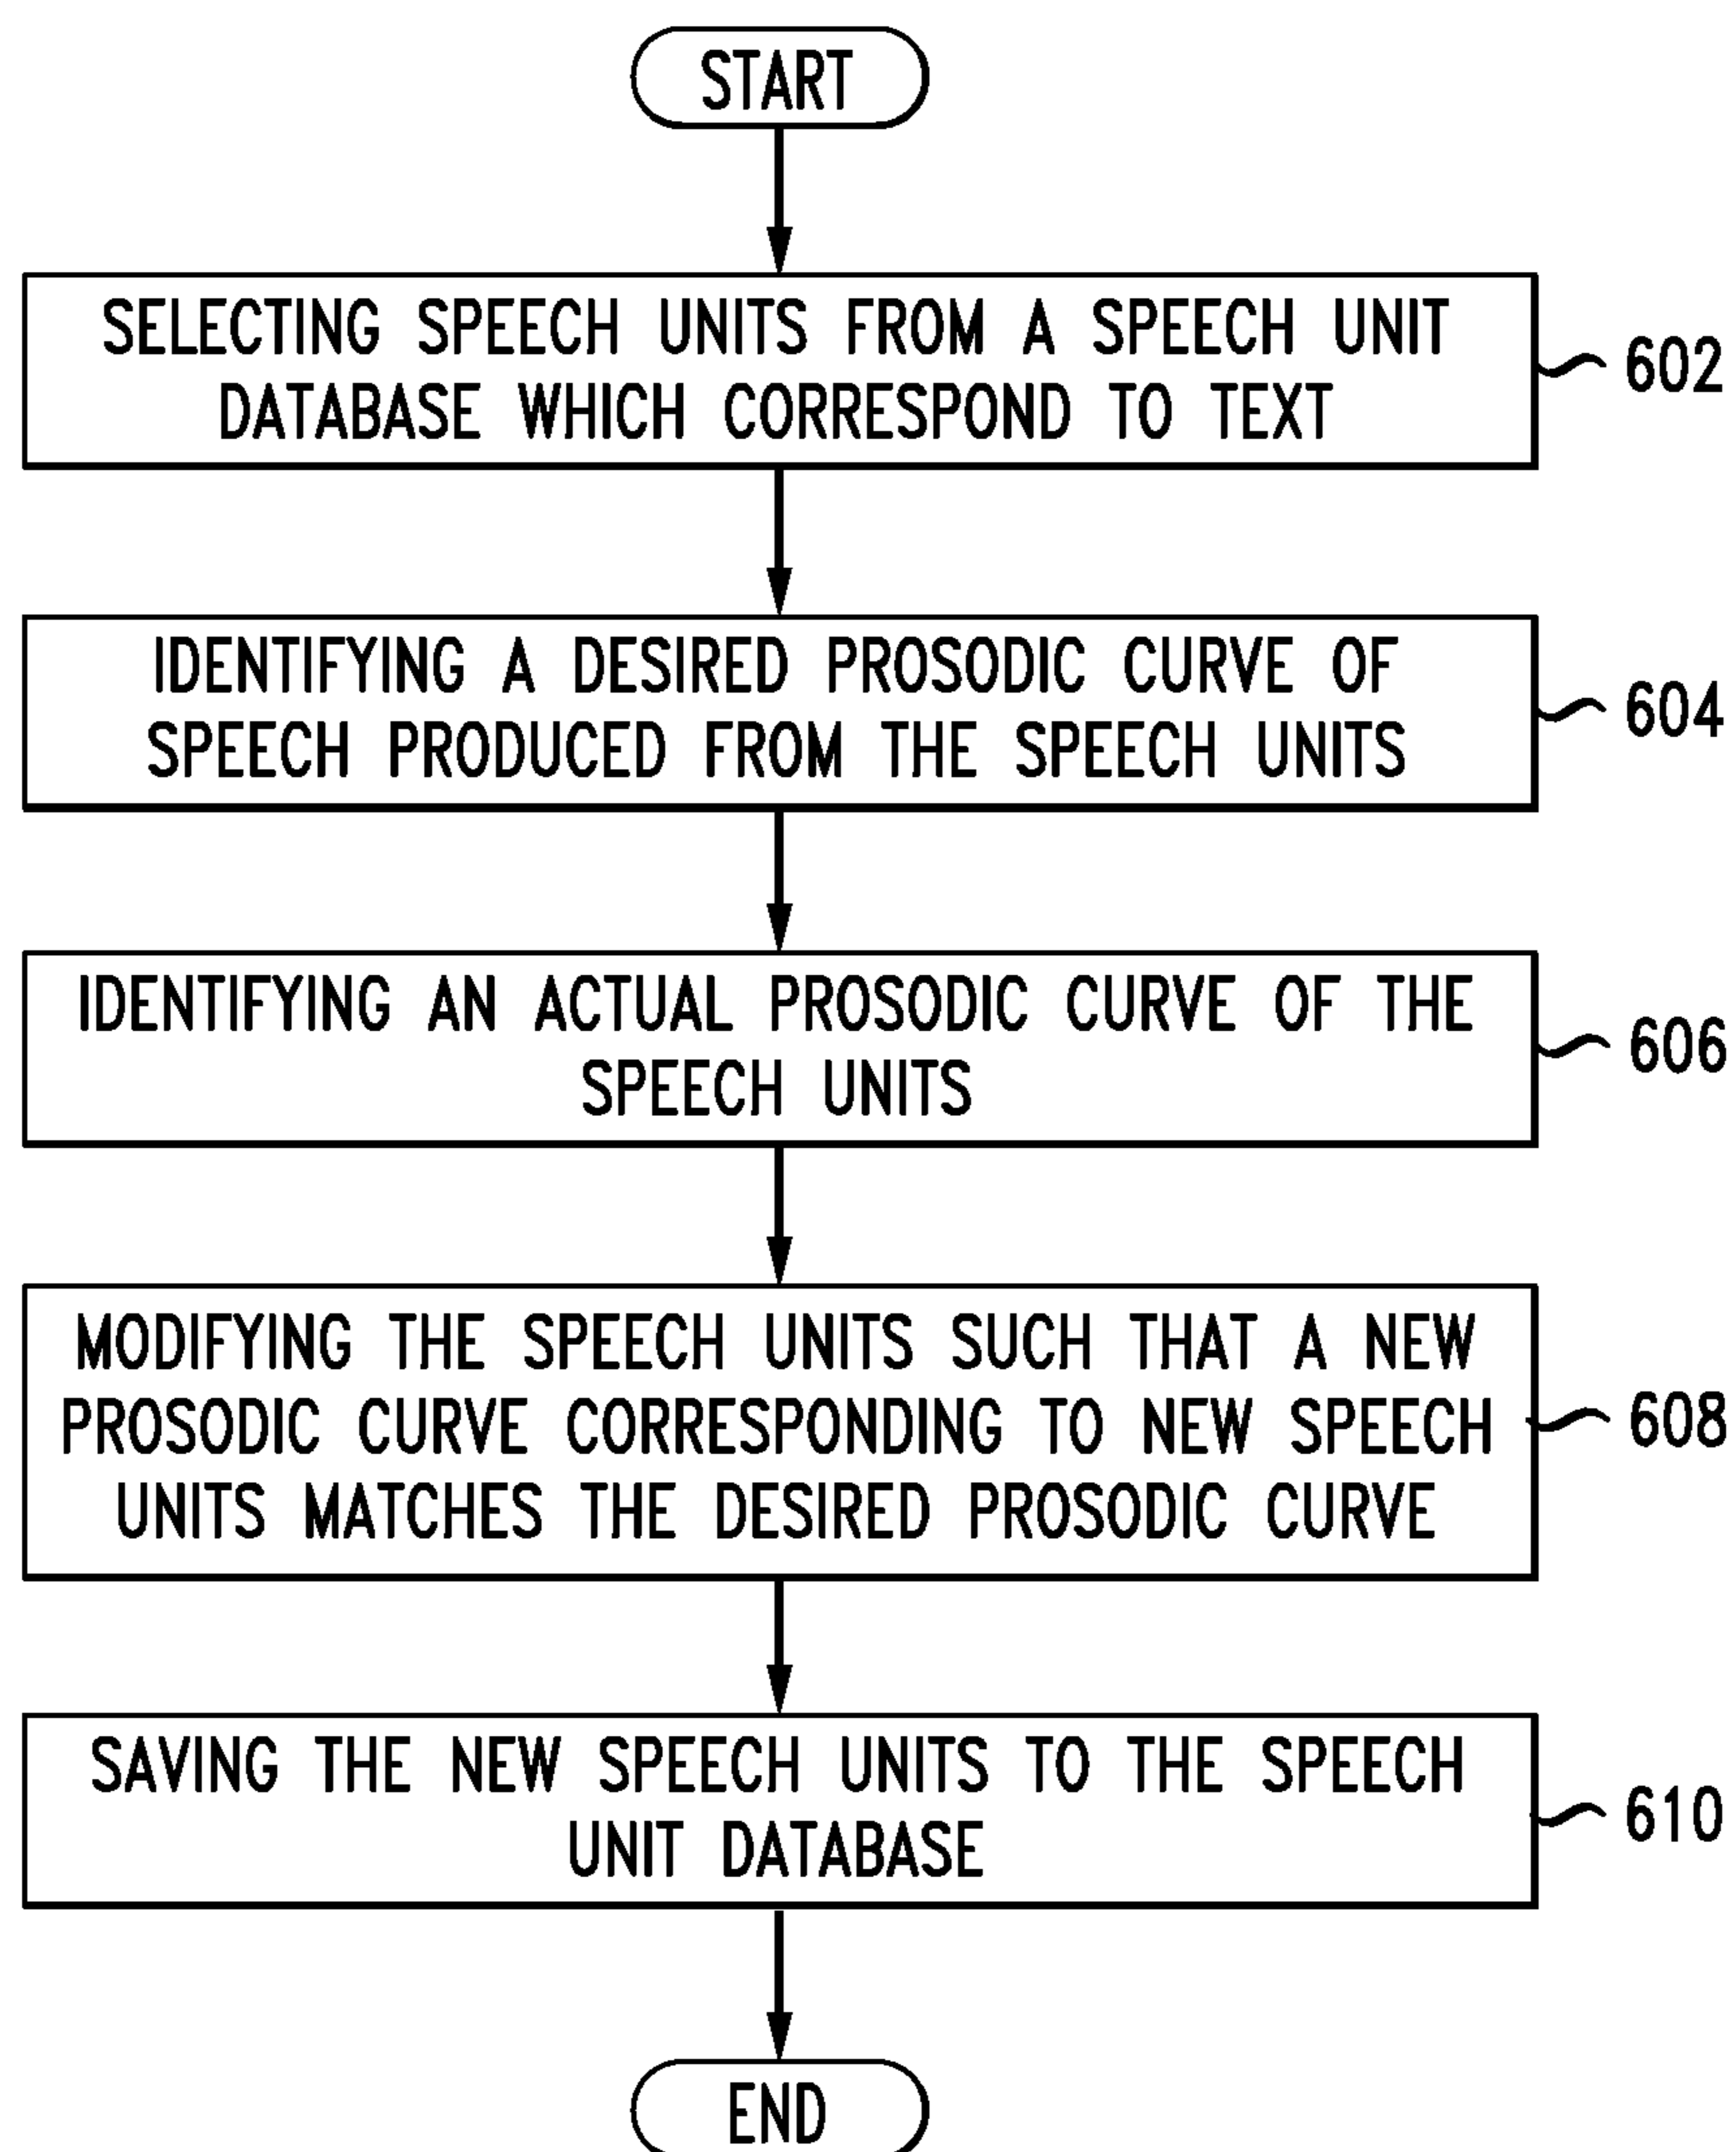 START
SELECTING SPEECH UNITS FROM A SPEECH UNIT
DATABASE WHICH CORRESPOND TO TEXT
602
IDENTIFYING A DESIRED PROSODIC CURVE OF
SPEECH PRODUCED FROM THE SPEECH UNITS
604
IDENTIFYING AN ACTUAL PROSODIC CURVE OF THE
SPEECH UNITS
606
MODIFYING THE SPEECH UNITS SUCH THAT A NEW
PROSODIC CURVE CORRESPONDING TO NEW SPEECH
UNITS MATCHES THE DESIRED PROSODIC CURVE
608
SAVING THE NEW SPEECH UNITS TO THE SPEECH
UNIT DATABASE
610
END